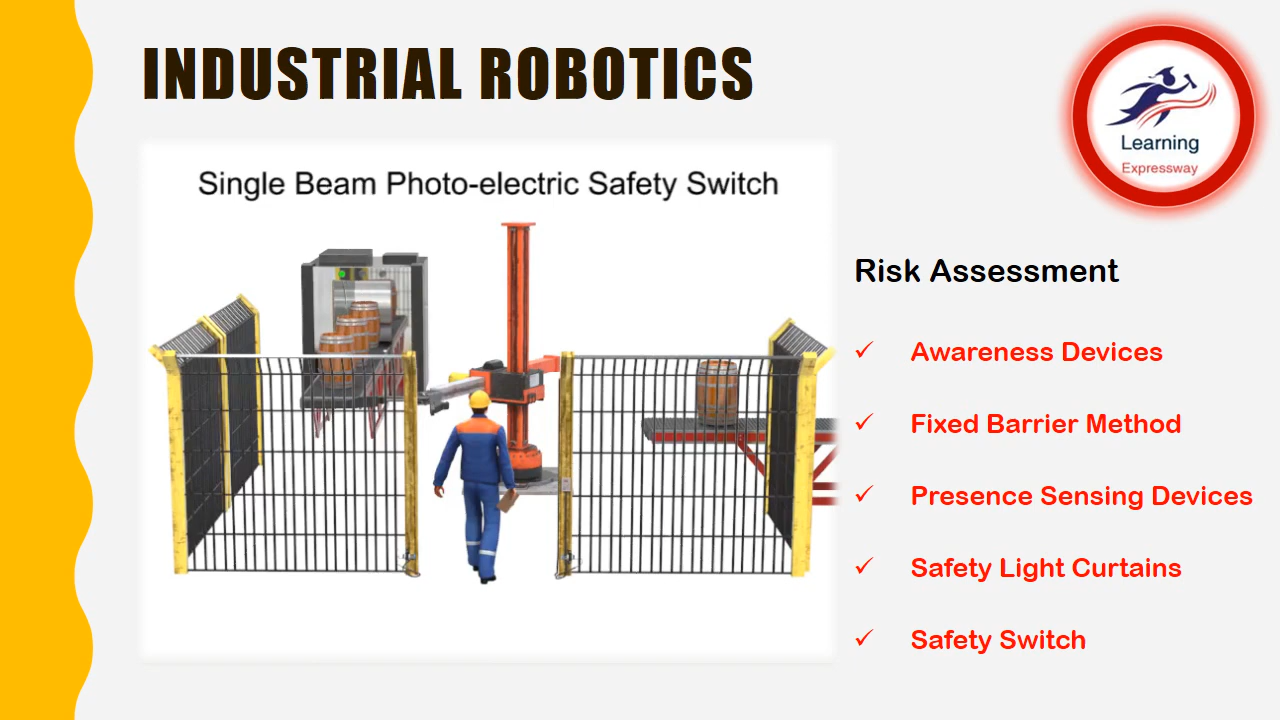 INDUSTRIAL ROBOTICS
Learning
Expressway
Single Beam Photo-electric Safety Switch
Risk Assessment
✓ Awareness Devices
✓ Fixed Barrier Method
✓ Presence Sensing Devices
✓ Safety Light Curtains
✓ Safety Switch